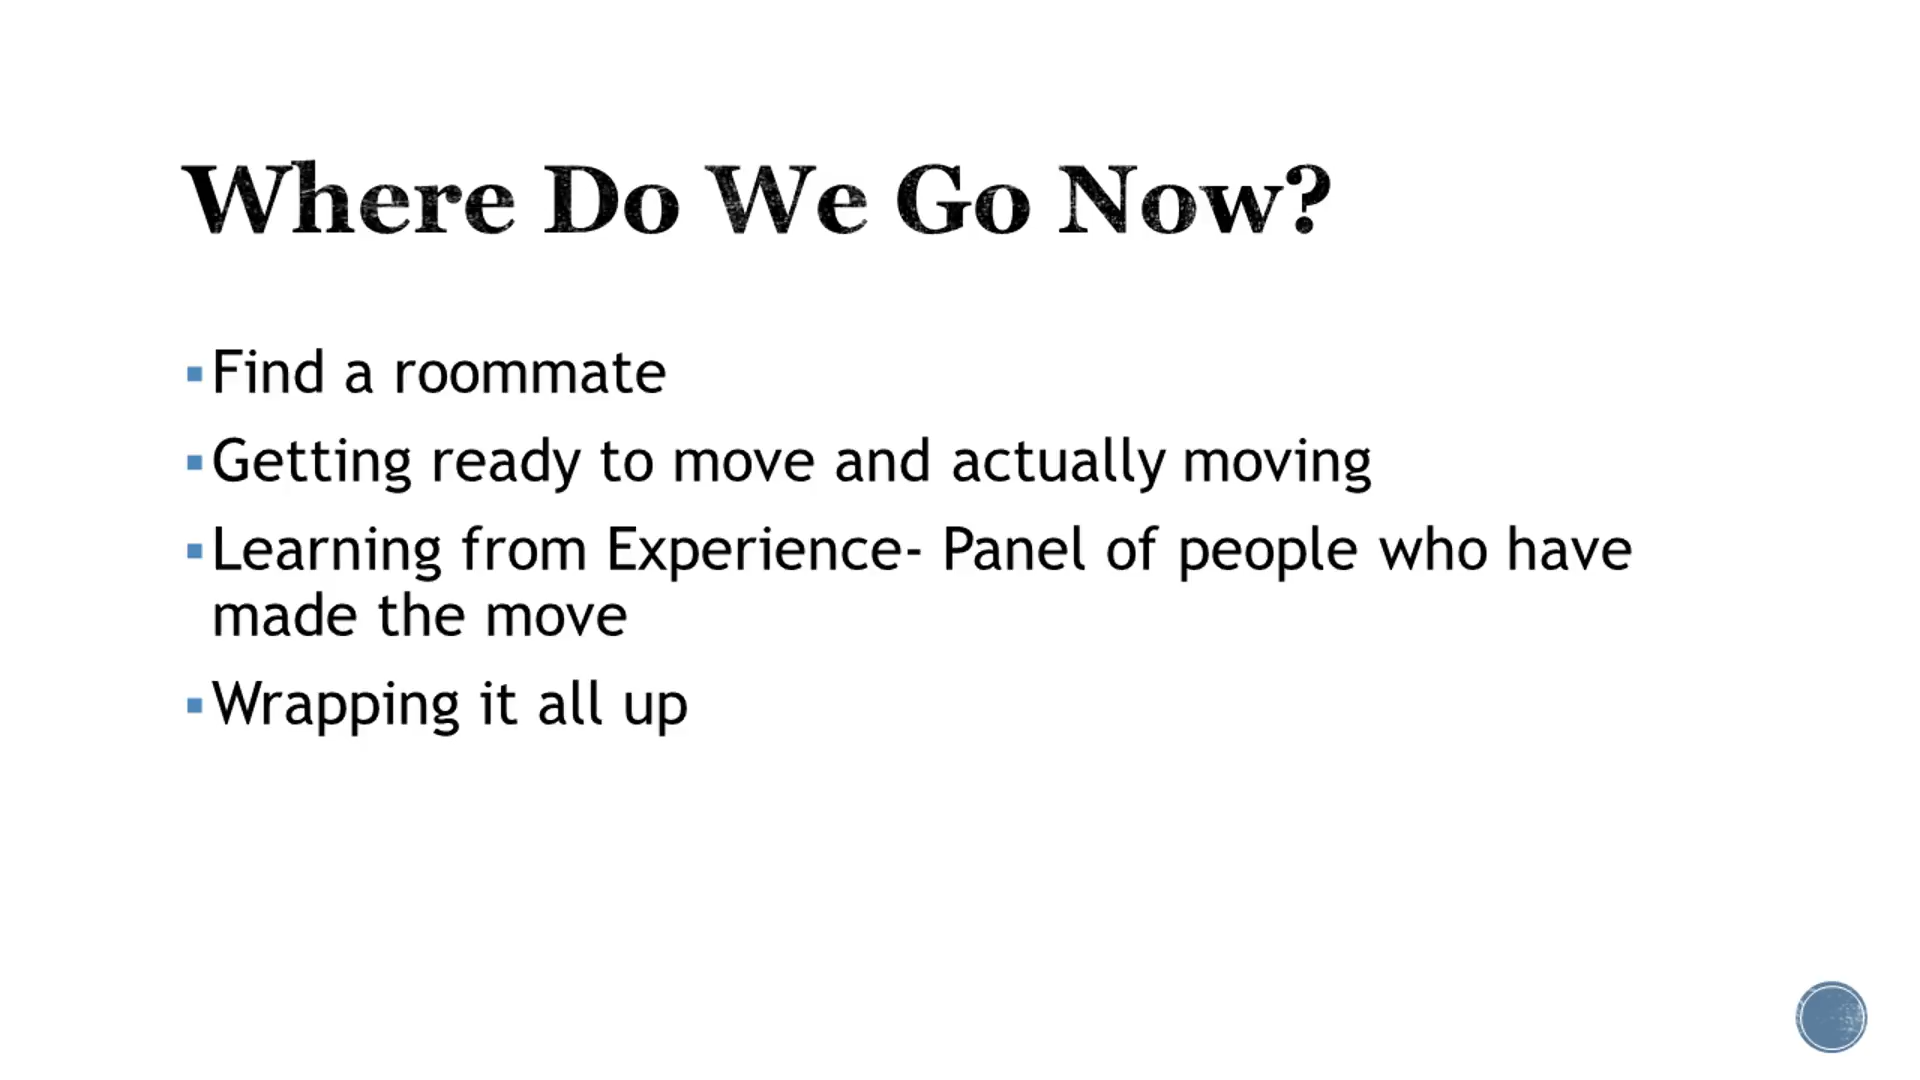 Where Do We Go Now?
▪Find a roommate
▪Getting ready to move and actually moving
▪Learning from Experience- Panel of people who have
made the move
▪Wrapping it all up